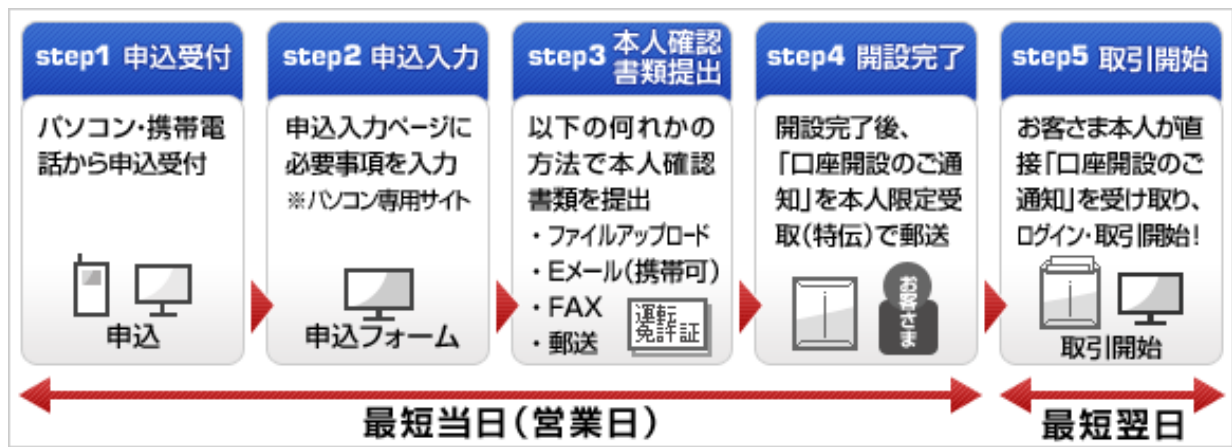 step1 申込受付
パソコン・携帯電
話から申込受付
申込
step2 申込入力
申込入力ページに
必要事項を入力
※パソコン専用サイト
申込フォーム
step3 本人確認
書類提出
以下の何れかの
方法で本人確認
書類を提出
・ファイルアップロード
・Eメール(携帯可)
・FAX
・郵送
運転
免許証
step4 開設完了
開設完了後、
「口座開設のご通
知」を本人限定受
取(特伝)で郵送
お客さま
step5 取引開始
お客さま本人が直
接「口座開設のご
通知」を受け取り、
ログイン・取引開始!
取引開始
最短当日(営業日)
最短翌日